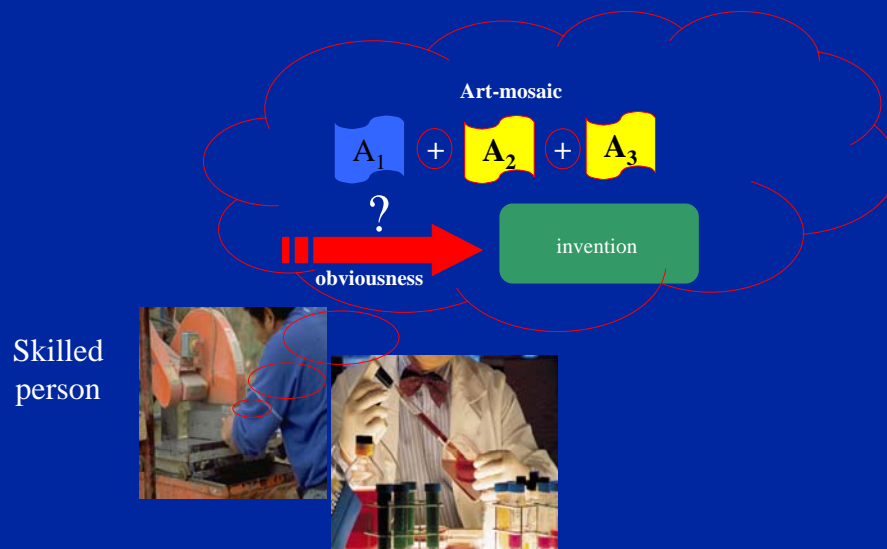 Art-mosaic
A₁ + A₂ + A₃
?
obviousness
invention
Skilled
person